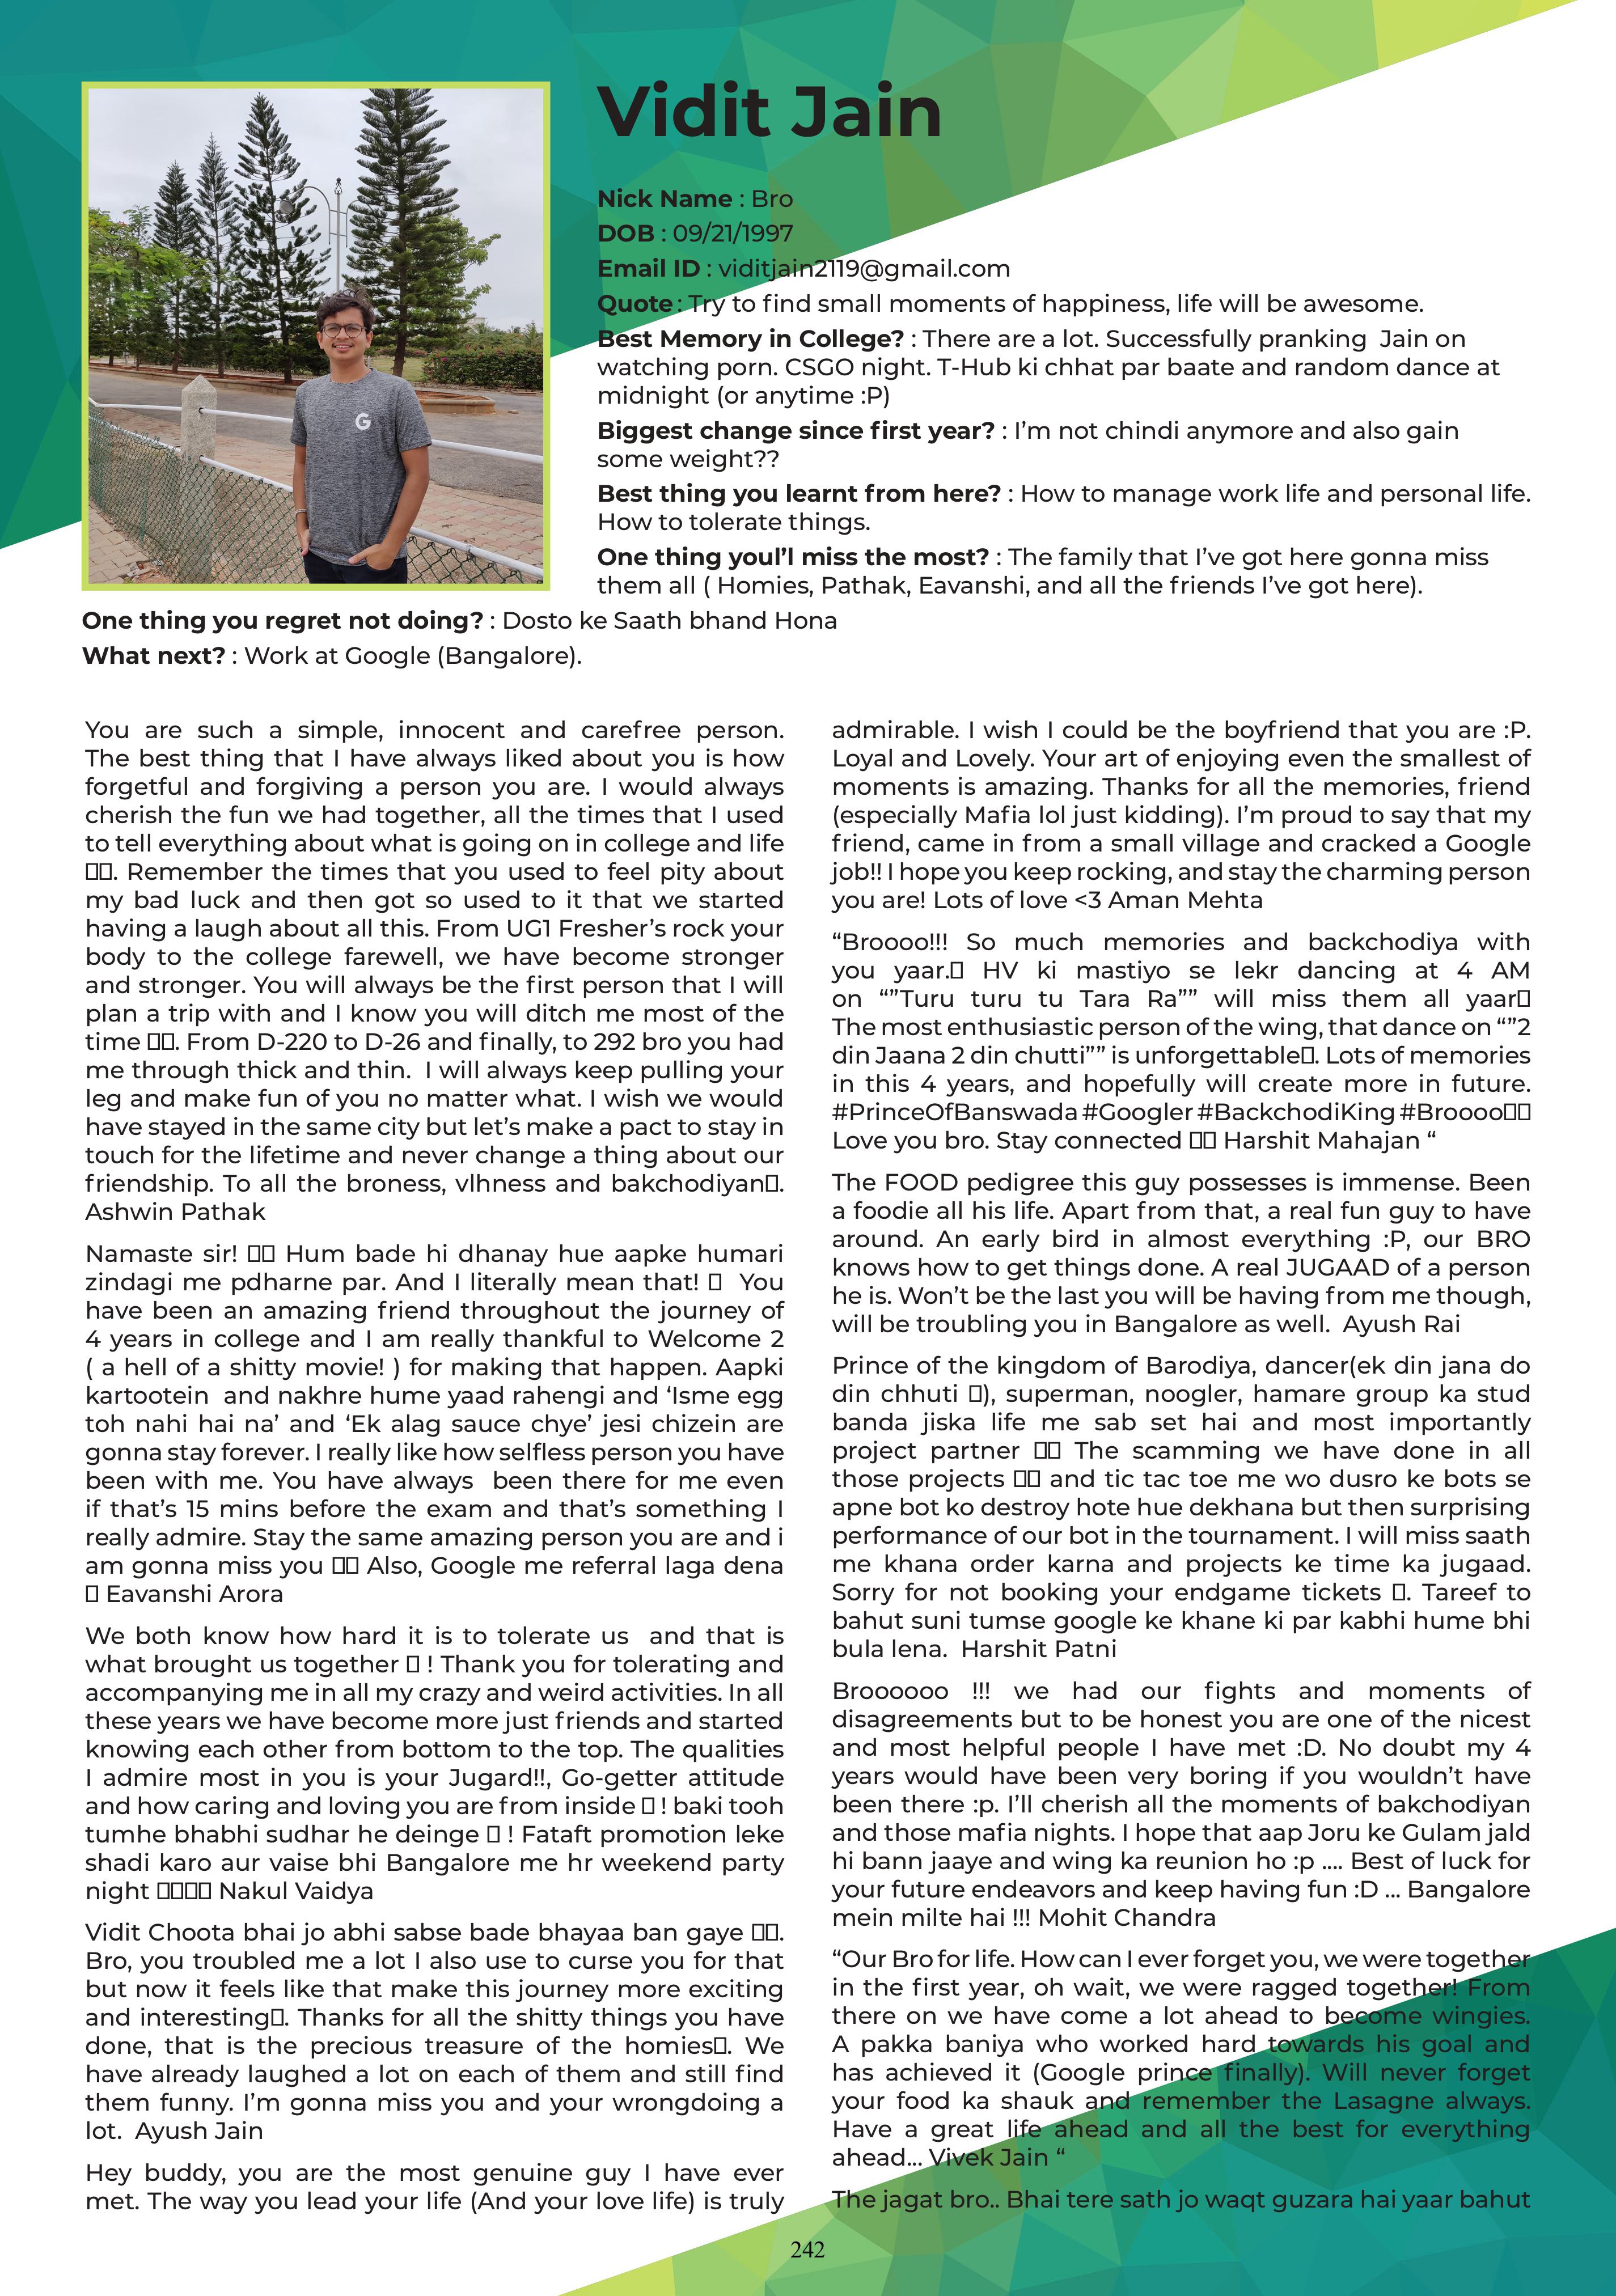 Vidit Jain
Nick Name : Bro
DOB : 09/21/1997
Email ID : viditjain2119@gmail.com
Quote : Try to find small moments of happiness, life will be awesome.
Best Memory in College? : There are a lot. Successfully pranking  Jain on
watching porn. CSGO night. T-Hub ki chhat par baate and random dance at
midnight (or anytime :P)
Biggest change since first year? : I'm not chindi anymore and also gain
some weight??
Best thing you learnt from here? : How to manage work life and personal life.
How to tolerate things.
One thing youl'l miss the most? : The family that I've got here gonna miss
them all ( Homies, Pathak, Eavanshi, and all the friends I've got here).
One thing you regret not doing? : Dosto ke Saath bhand Hona
What next? : Work at Google (Bangalore).
G
You are such a simple, innocent and carefree person.
The best thing that I have always liked about you is how
forgetful and forgiving a person you are. I would always
cherish the fun we had together, all the times that I used
to tell everything about what is going on in college and life
▯▯. Remember the times that you used to feel pity about
my bad luck and then got so used to it that we started
having a laugh about all this. From UG1 Fresher's rock your
body to the college farewell, we have become stronger
and stronger. You will always be the first person that I will
plan a trip with and I know you will ditch me most of the
time ▯▯. From D-220 to D-26 and finally, to 292 bro you had
me through thick and thin.  I will always keep pulling your
leg and make fun of you no matter what. I wish we would
have stayed in the same city but let's make a pact to stay in
touch for the lifetime and never change a thing about our
friendship. To all the broness, vlhness and bakchodiyan▯.
Ashwin Pathak
Namaste sir! ▯▯ Hum bade hi dhanay hue aapke humari
zindagi me pdharne par. And I literally mean that! ▯  You
have been an amazing friend throughout the journey of
4 years in college and I am really thankful to Welcome 2
( a hell of a shitty movie! ) for making that happen. Aapki
kartootein  and nakhre hume yaad rahengi and 'Isme egg
toh nahi hai na' and 'Ek alag sauce chye' jesi chizein are
gonna stay forever. I really like how selfless person you have
been with me. You have always  been there for me even
if that's 15 mins before the exam and that's something I
really admire. Stay the same amazing person you are and i
am gonna miss you ▯▯ Also, Google me referral laga dena
▯ Eavanshi Arora
We both know how hard it is to tolerate us  and that is
what brought us together ▯ ! Thank you for tolerating and
accompanying me in all my crazy and weird activities. In all
these years we have become more just friends and started
knowing each other from bottom to the top. The qualities
I admire most in you is your Jugard!!, Go-getter attitude
and how caring and loving you are from inside ▯ ! baki tooh
tumhe bhabhi sudhar he deinge ▯ ! Fataft promotion leke
shadi karo aur vaise bhi Bangalore me hr weekend party
night ▯▯▯▯ Nakul Vaidya
Vidit Choota bhai jo abhi sabse bade bhayaa ban gaye ▯▯.
Bro, you troubled me a lot I also use to curse you for that
but now it feels like that make this journey more exciting
and interesting▯. Thanks for all the shitty things you have
done, that is the precious treasure of the homies▯. We
have already laughed a lot on each of them and still find
them funny. I'm gonna miss you and your wrongdoing a
lot.  Ayush Jain
Hey buddy, you are the most genuine guy I have ever
met. The way you lead your life (And your love life) is truly
admirable. I wish I could be the boyfriend that you are :P.
Loyal and Lovely. Your art of enjoying even the smallest of
moments is amazing. Thanks for all the memories, friend
(especially Mafia lol just kidding). I'm proud to say that my
friend, came in from a small village and cracked a Google
job!! I hope you keep rocking, and stay the charming person
you are! Lots of love <3 Aman Mehta
“Broooo!!! So much memories and backchodiya with
you yaar.▯ HV ki mastiyo se lekr dancing at 4 AM
on “”Turu turu tu Tara Ra”” will miss them all yaar▯
The most enthusiastic person of the wing, that dance on “”2
din Jaana 2 din chutti”” is unforgettable▯. Lots of memories
in this 4 years, and hopefully will create more in future.
#PrinceOfBanswada #Googler #BackchodiKing #Broooo▯▯
Love you bro. Stay connected ▯▯ Harshit Mahajan “
The FOOD pedigree this guy possesses is immense. Been
a foodie all his life. Apart from that, a real fun guy to have
around. An early bird in almost everything :P, our BRO
knows how to get things done. A real JUGAAD of a person
he is. Won't be the last you will be having from me though,
will be troubling you in Bangalore as well.  Ayush Rai
Prince of the kingdom of Barodiya, dancer(ek din jana do
din chhuti ▯), superman, noogler, hamare group ka stud
banda jiska life me sab set hai and most importantly
project partner ▯▯ The scamming we have done in all
those projects ▯▯ and tic tac toe me wo dusro ke bots se
apne bot ko destroy hote hue dekhana but then surprising
performance of our bot in the tournament. I will miss saath
me khana order karna and projects ke time ka jugaad.
Sorry for not booking your endgame tickets ▯. Tareef to
bahut suni tumse google ke khane ki par kabhi hume bhi
bula lena.  Harshit Patni
Broooooo !!! we had our fights and moments of
disagreements but to be honest you are one of the nicest
and most helpful people I have met :D. No doubt my 4
years would have been very boring if you wouldn't have
been there :p. I'll cherish all the moments of bakchodiyan
and those mafia nights. I hope that aap Joru ke Gulam jald
hi bann jaaye and wing ka reunion ho :p .... Best of luck for
your future endeavors and keep having fun :D ... Bangalore
mein milte hai !!! Mohit Chandra
“Our Bro for life. How can I ever forget you, we were together
in the first year, oh wait, we were ragged together! From
there on we have come a lot ahead to become wingies.
A pakka baniya who worked hard towards his goal and
has achieved it (Google prince finally). Will never forget
your food ka shauk and remember the Lasagne always.
Have a great life ahead and all the best for everything
ahead... Vivek Jain “
The jagat bro.. Bhai tere sath jo waqt guzara hai yaar bahut
242